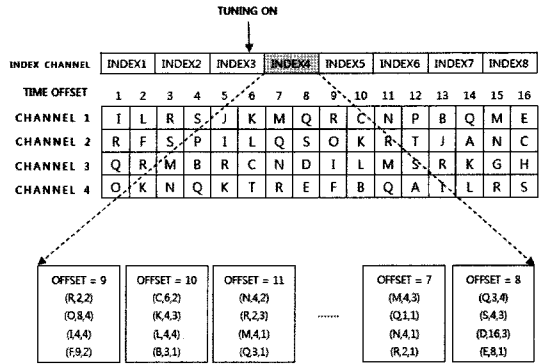 TUNING ON
INDEX CHANNEL INDEX1 INDEX2 INDEX3 INDEX4 INDEX5 INDEX6 INDEX7 INDEX8
TIME OFFSET 1 2 3 4 5 6 7 8 9 10 11 12 13 14 15 16
CHANNEL 1 I L R S J K M Q R C N P B Q M E
CHANNEL 2 R F S P I L Q S O K R T J A N C
CHANNEL 3 Q R M B R C N D I L M S R K G H
CHANNEL 4 O K N Q K T R E F B Q A I L R S
OFFSET = 9 OFFSET = 10 OFFSET = 11 OFFSET = 7 OFFSET = 8
(R,2,2) (C,6,2) (N,4,2) (M,4,3) (Q,3,4)
(O,8,4) (K,4,3) (R,2,3) (Q,1,1) (S,4,3)
(I,4,4) (L,4,4) (M,4,1) ...... (N,4,1) (D,16,3)
(F,9,2) (B,3,1) (Q,3,1) (R,2,1) (E,8,1)